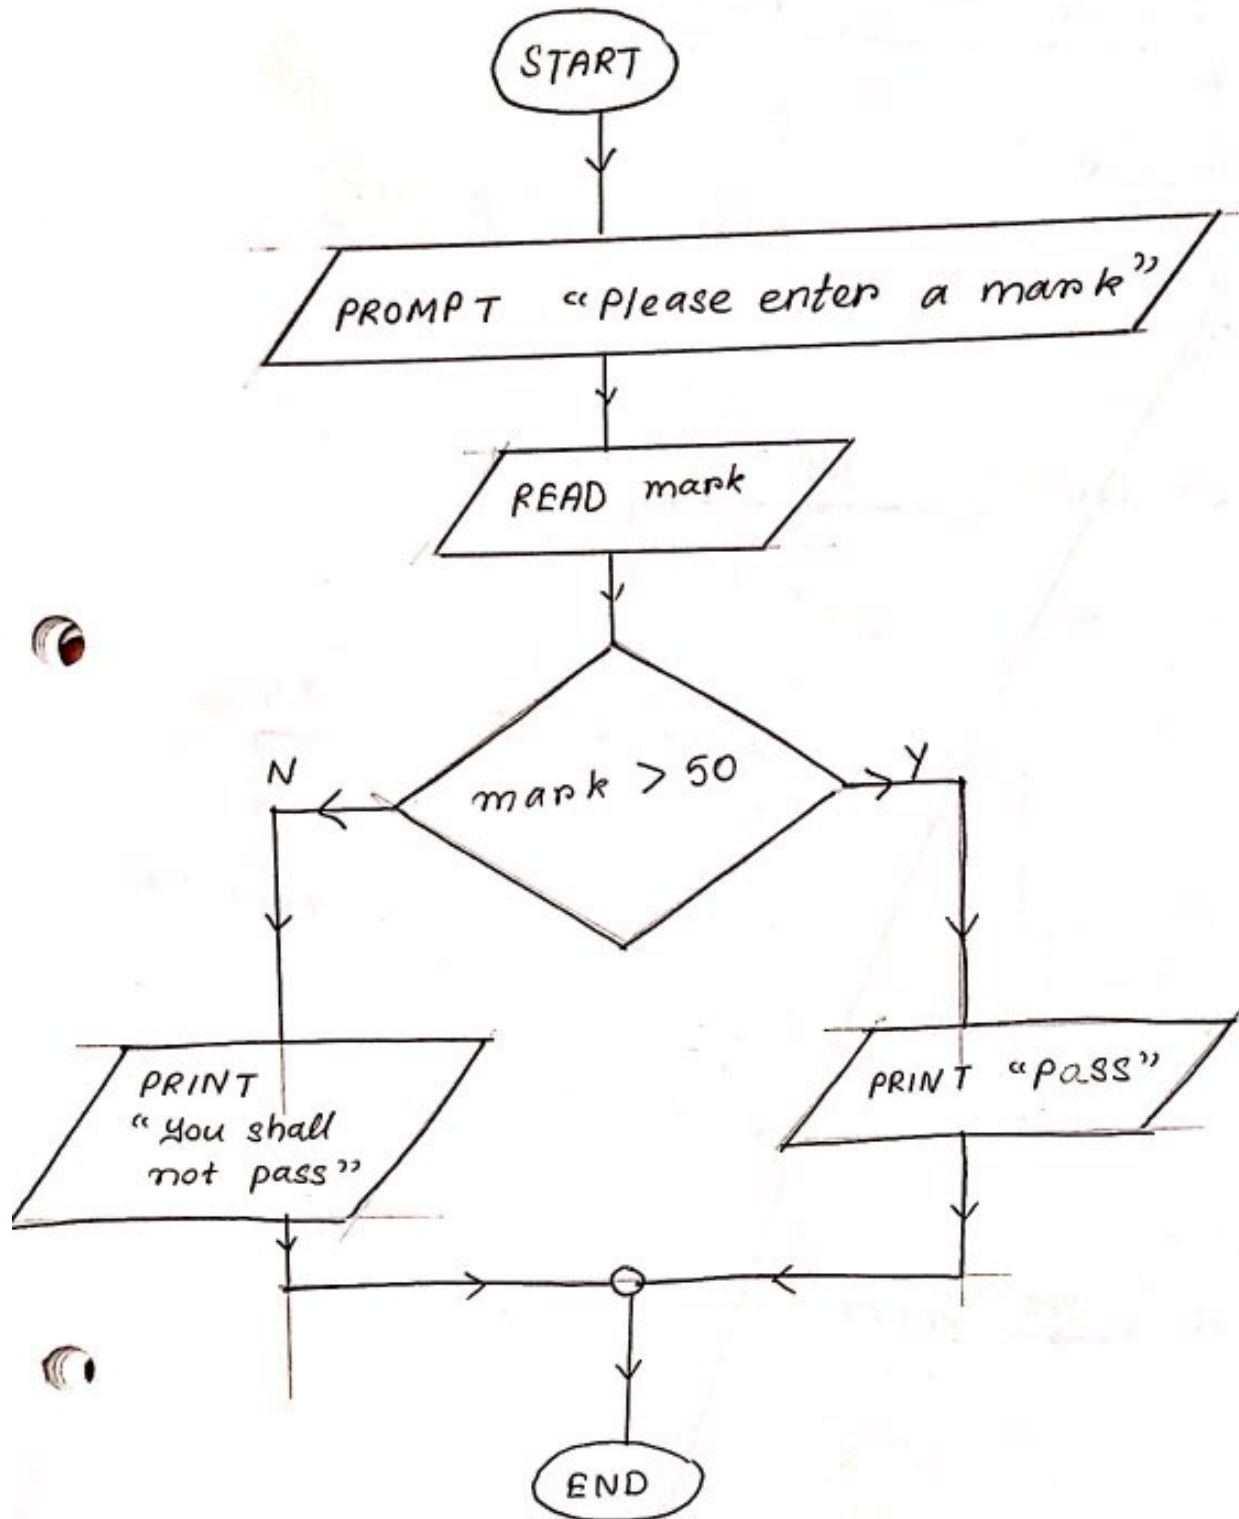 START
PROMPT "Please enter a mark"
READ mark
mark > 50
N
Y
PRINT
"you shall
not pass"
PRINT "Pass"
END